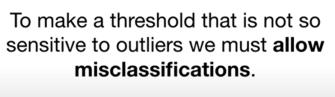 To make a threshold that is not so
sensitive to outliers we must allow
misclassifications.